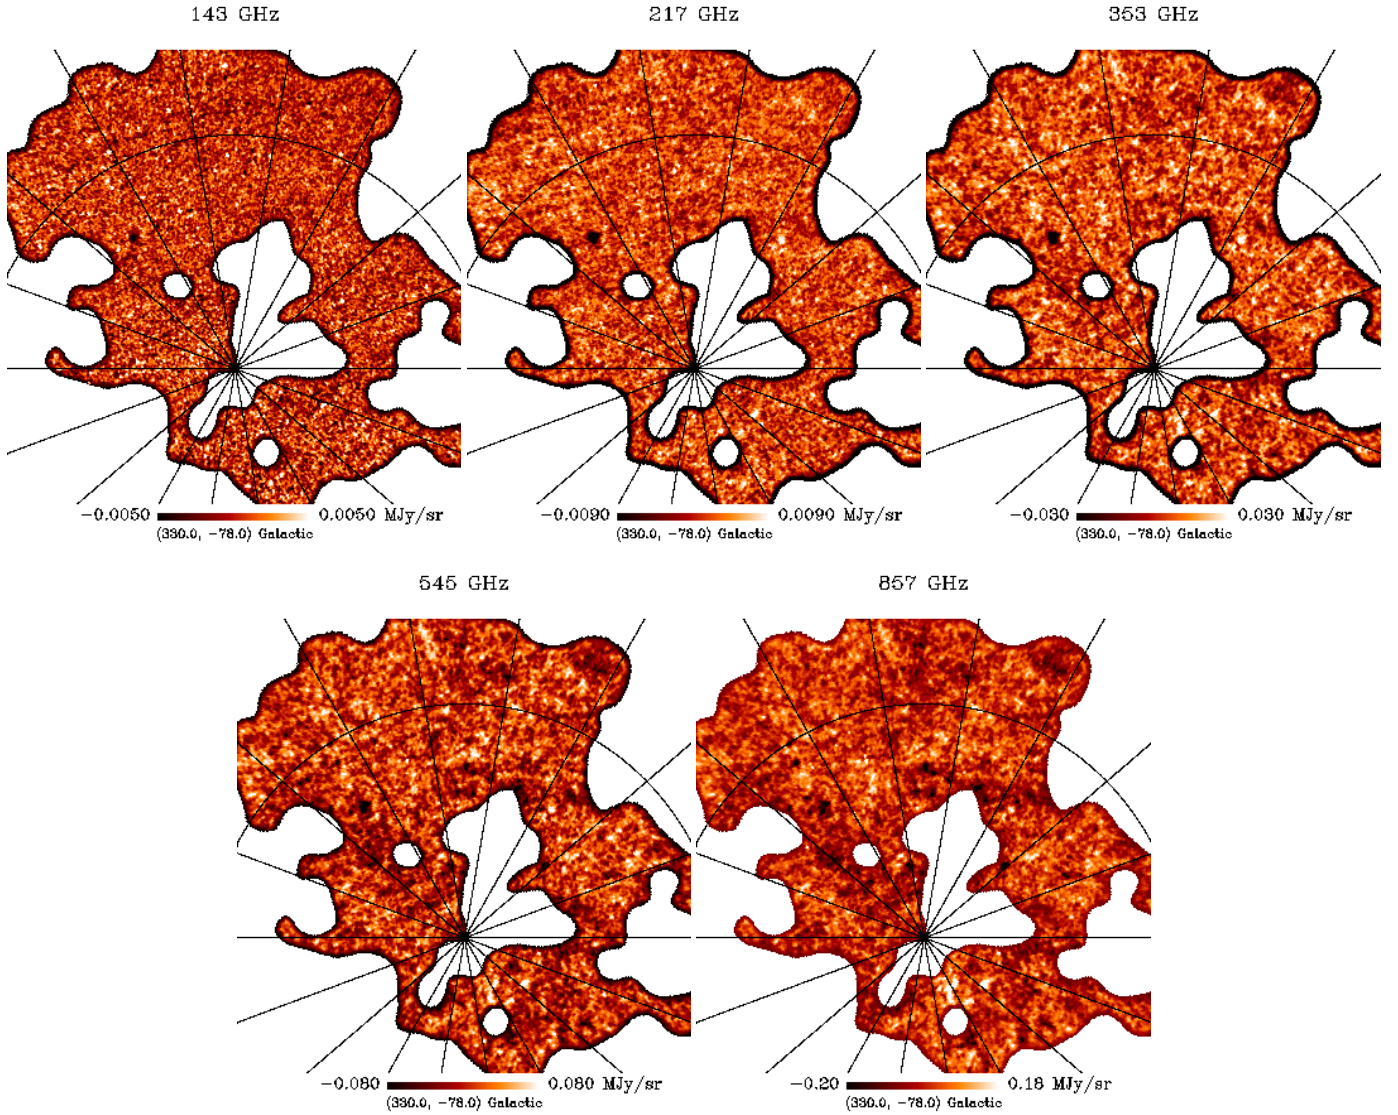 143 GHz 217 GHz 353 GHz
−0.0050 0.0050 MJy/sr −0.0090 0.0090 MJy/sr −0.030 0.030 MJy/sr
(330.0, −78.0) Galactic (330.0, −78.0) Galactic (330.0, −78.0) Galactic
545 GHz 857 GHz
−0.080 0.080 MJy/sr −0.20 0.18 MJy/sr
(330.0, −78.0) Galactic (330.0, −78.0) Galactic